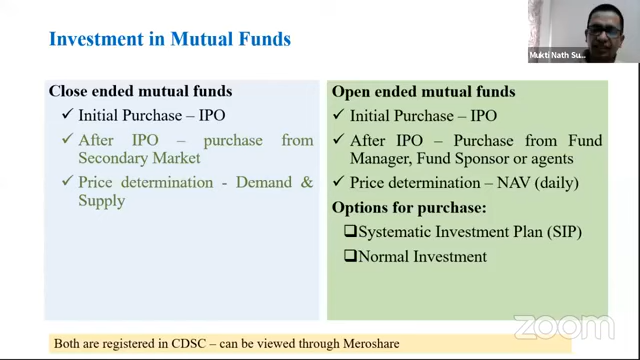 Investment in Mutual Funds
Mukti Nath Su...
Close ended mutual funds
✓ Initial Purchase – IPO
✓ After IPO – purchase from
Secondary Market
✓ Price determination - Demand &
Supply
Open ended mutual funds
✓ Initial Purchase – IPO
✓ After IPO – Purchase from Fund
Manager, Fund Sponsor or agents
✓ Price determination – NAV (daily)
Options for purchase:
❑Systematic Investment Plan (SIP)
❑Normal Investment
zoom
Both are registered in CDSC – can be viewed through Meroshare